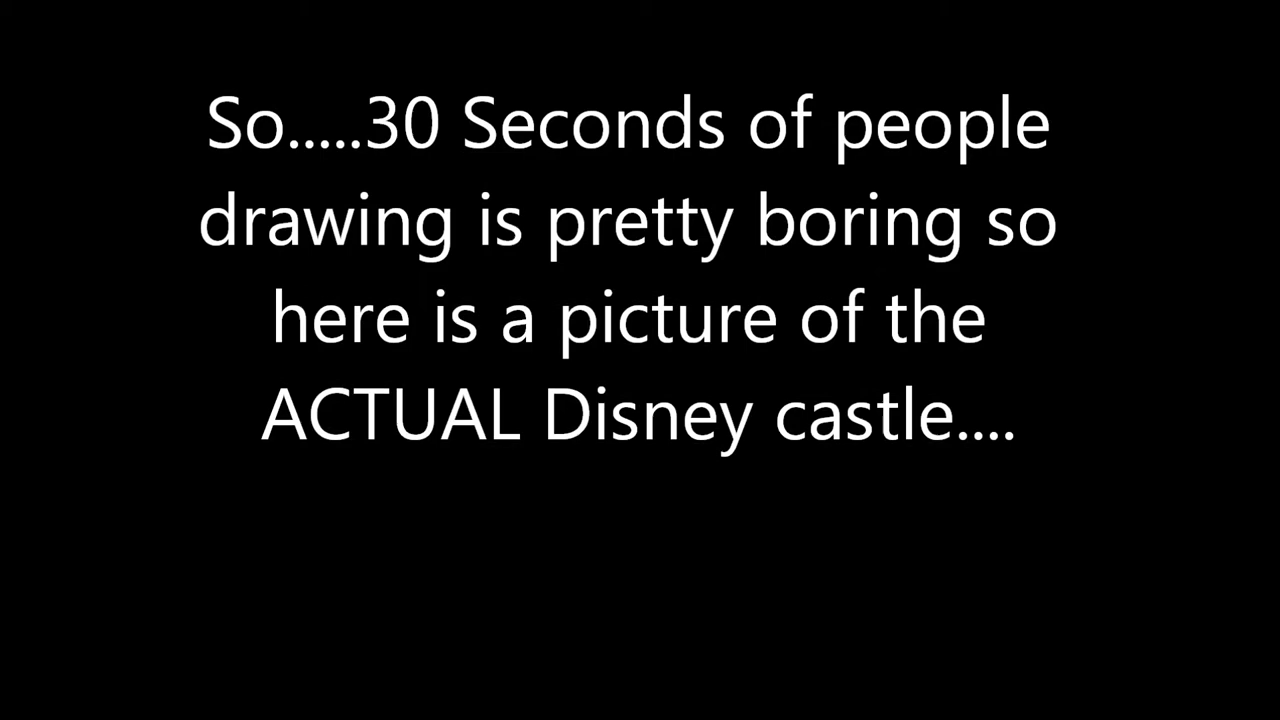 So.....30 Seconds of people
drawing is pretty boring so
here is a picture of the
ACTUAL Disney castle....